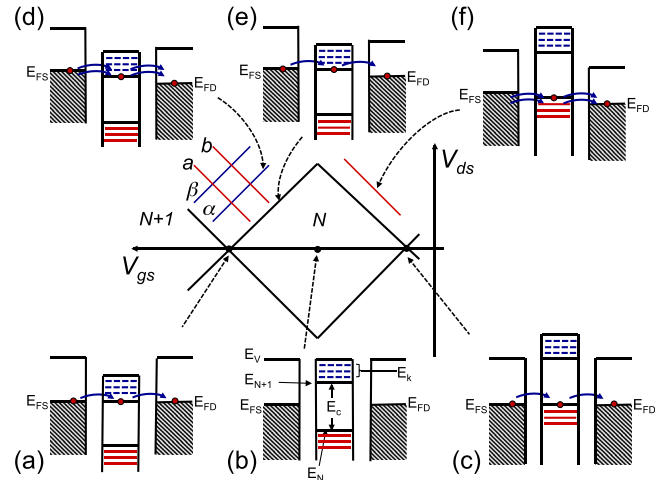 (d)
(e)
(f)
E_FS
E_FD
E_FS
E_FD
E_FS
E_FD
b
a
β
α
N+1
N
V_ds
V_gs
E_V
E_N+1
E_k
E_c
E_FS
E_FD
E_FS
E_FD
E_FS
E_FD
E_N
(a)
(b)
(c)